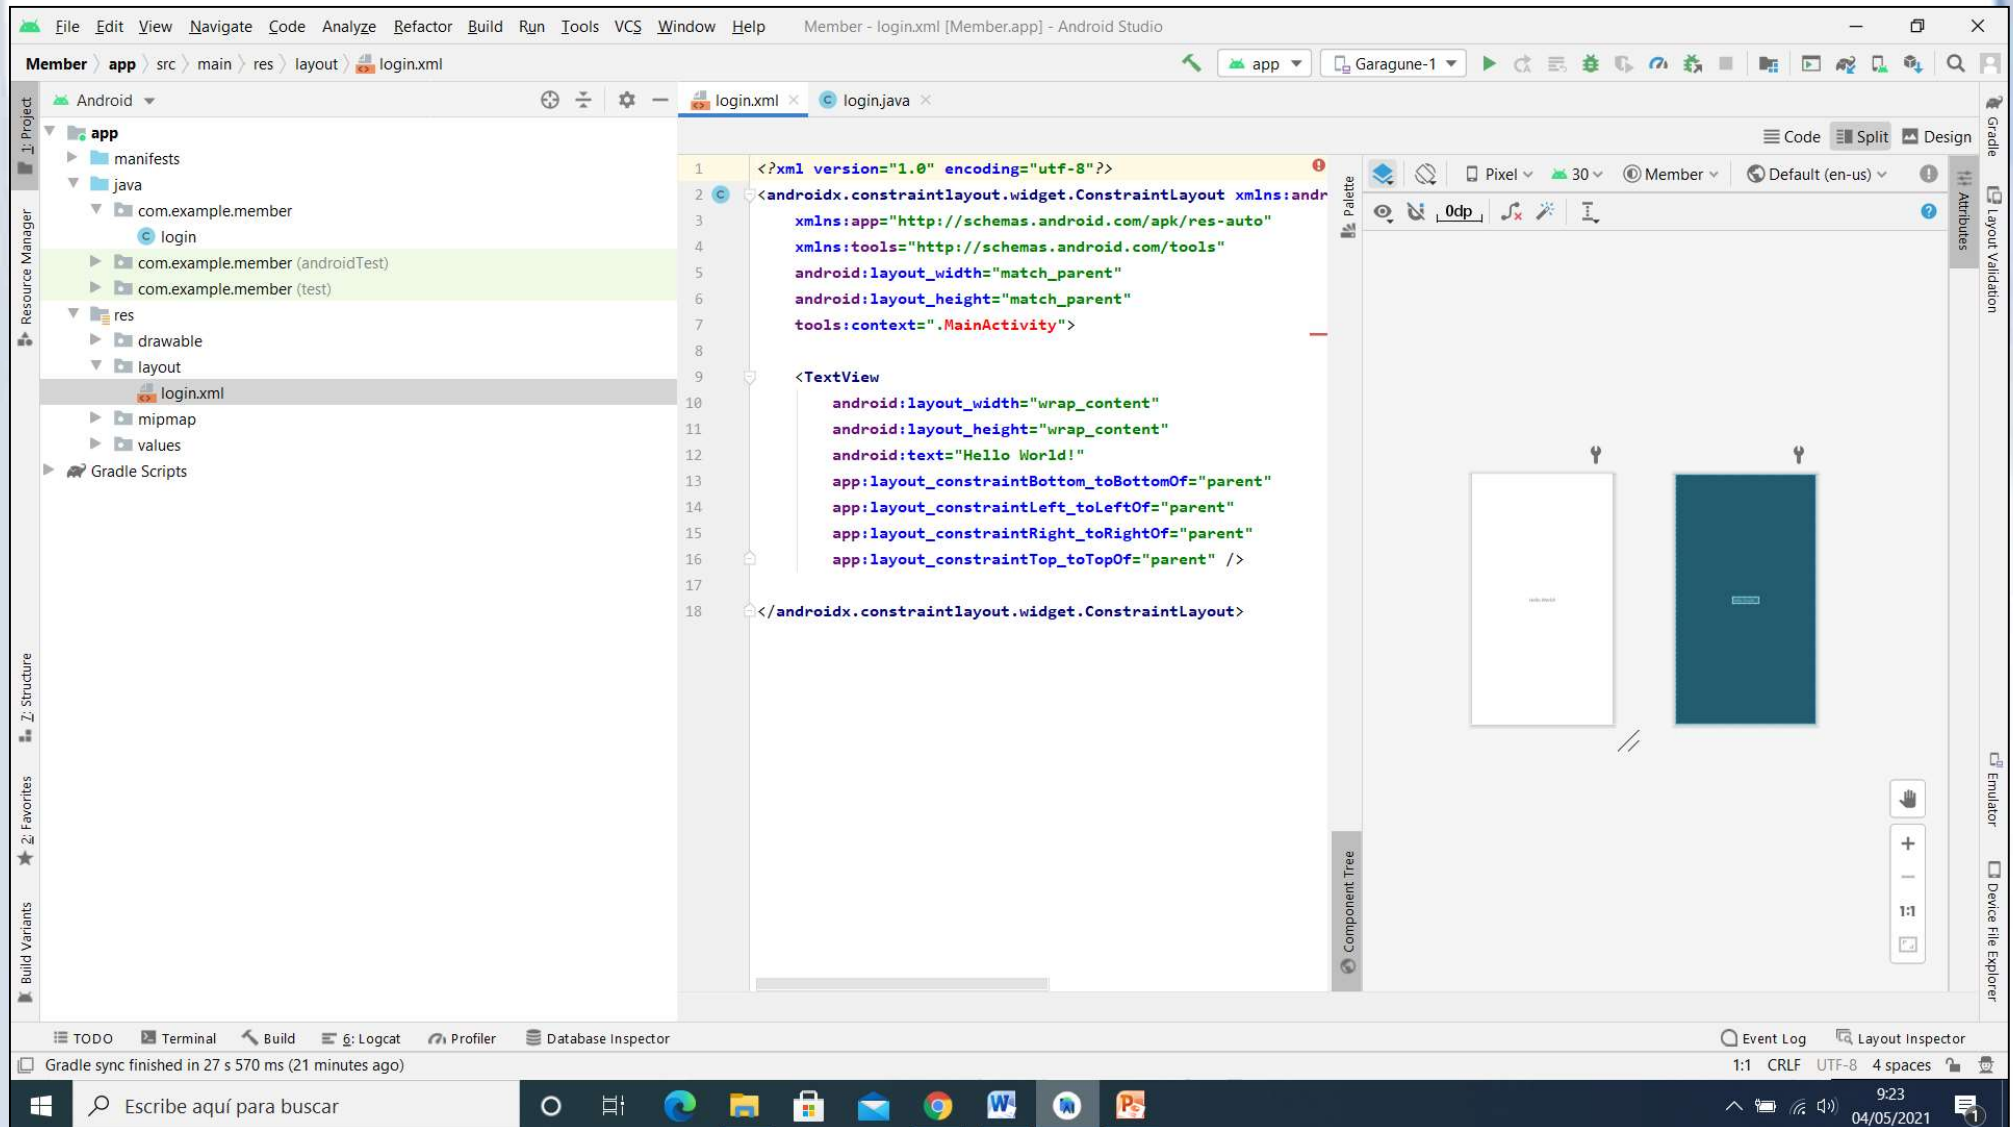 File Edit View Navigate Code Analyze Refactor Build Run Tools VCS Window Help Member - login.xml [Member.app] - Android Studio
Member app src main res layout login.xml
app Garagune-1
Android
login.xml login.java
1: Project
Resource Manager
Z: Structure
2: Favorites
Build Variants
app
manifests
java
com.example.member
login
com.example.member (androidTest)
com.example.member (test)
res
drawable
layout
login.xml
mipmap
values
Gradle Scripts
Code Split Design
1 <?xml version="1.0" encoding="utf-8"?>
2 <androidx.constraintlayout.widget.ConstraintLayout xmlns:andr
3 xmlns:app="http://schemas.android.com/apk/res-auto"
4 xmlns:tools="http://schemas.android.com/tools"
5 android:layout_width="match_parent"
6 android:layout_height="match_parent"
7 tools:context=".MainActivity">
8
9 <TextView
10 android:layout_width="wrap_content"
11 android:layout_height="wrap_content"
12 android:text="Hello World!"
13 app:layout_constraintBottom_toBottomOf="parent"
14 app:layout_constraintLeft_toLeftOf="parent"
15 app:layout_constraintRight_toRightOf="parent"
16 app:layout_constraintTop_toTopOf="parent" />
17
18 </androidx.constraintlayout.widget.ConstraintLayout>
Palette
Component Tree
Pixel 30 Member Default (en-us)
0dp
1:1
Attributes
Gradle
Layout Validation
Emulator
Device File Explorer
TODO Terminal Build 6: Logcat Profiler Database Inspector Event Log Layout Inspector
Gradle sync finished in 27 s 570 ms (21 minutes ago) 1:1 CRLF UTF-8 4 spaces
Escribe aquí para buscar
9:23
04/05/2021
1